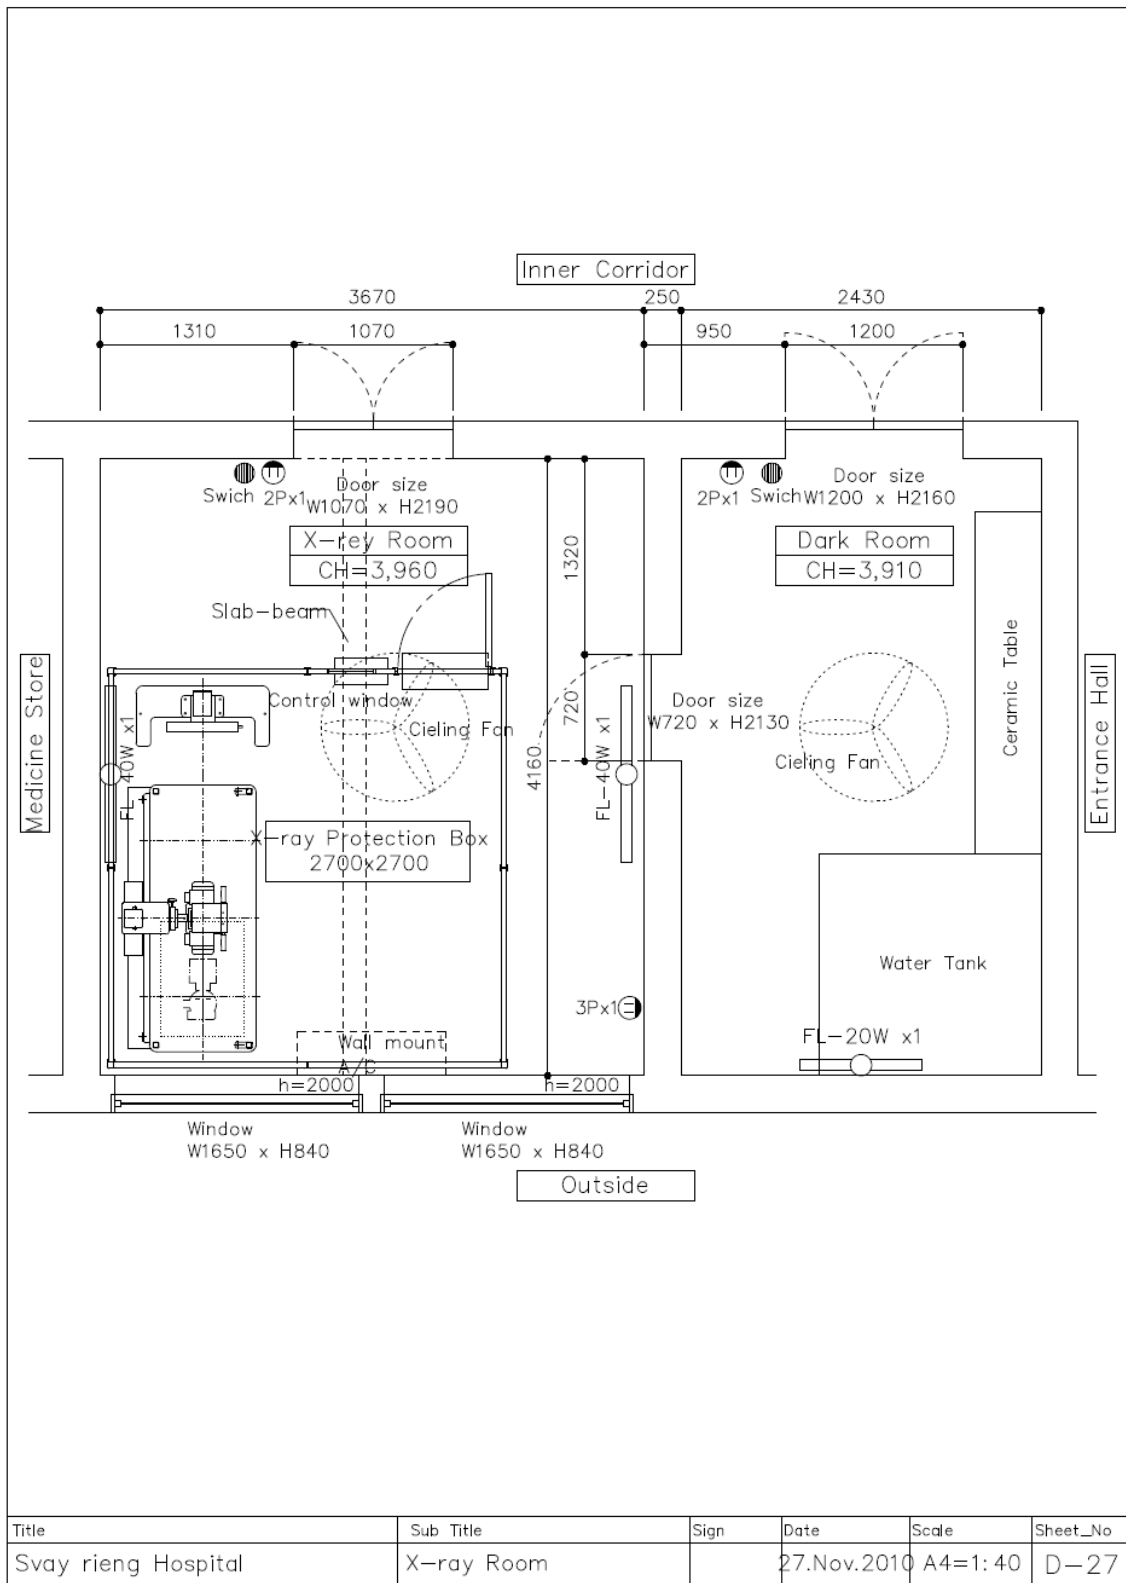 Inner Corridor
3670
250
2430
1310
1070
950
1200
Swich 2Px1
Door size
W1070 x H2190
2Px1 Swich
Door size
W1200 x H2160
X-rey Room
CH=3,960
Dark Room
CH=3,910
1320
Slab-beam
Medicine Store
Control window
Cieling Fan
FL-40W x1
720
4160
FL-40W x1
Door size
W720 x H2130
Cieling Fan
Ceramic Table
Entrance Hall
X-ray Protection Box
2700x2700
Water Tank
3Px1
FL-20W x1
Wall mount
A/C
h=2000
h=2000
Window
W1650 x H840
Window
W1650 x H840
Outside
Title
Sub Title
Sign
Date
Scale
Sheet_No
Svay rieng Hospital
X-ray Room
27.Nov.2010
A4=1:40
D-27